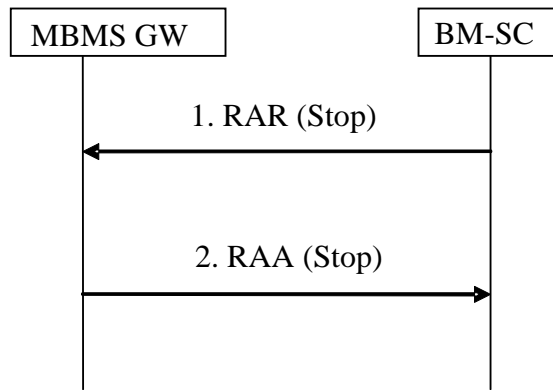 MBMS GW
BM-SC
1. RAR (Stop)
2. RAA (Stop)